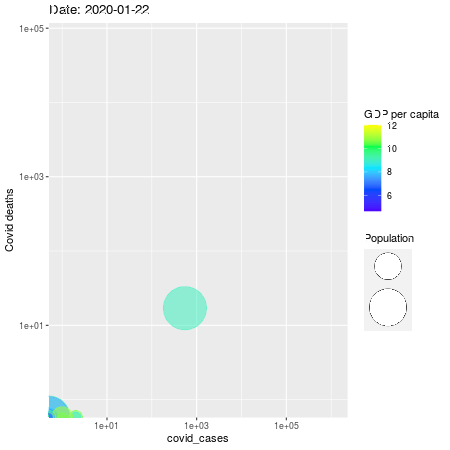 Date: 2020-01-22
1e+05
1e+03
1e+01
Covid deaths
1e+01 1e+03 1e+05
covid_cases
GDP per capita
12
10
8
6
Population